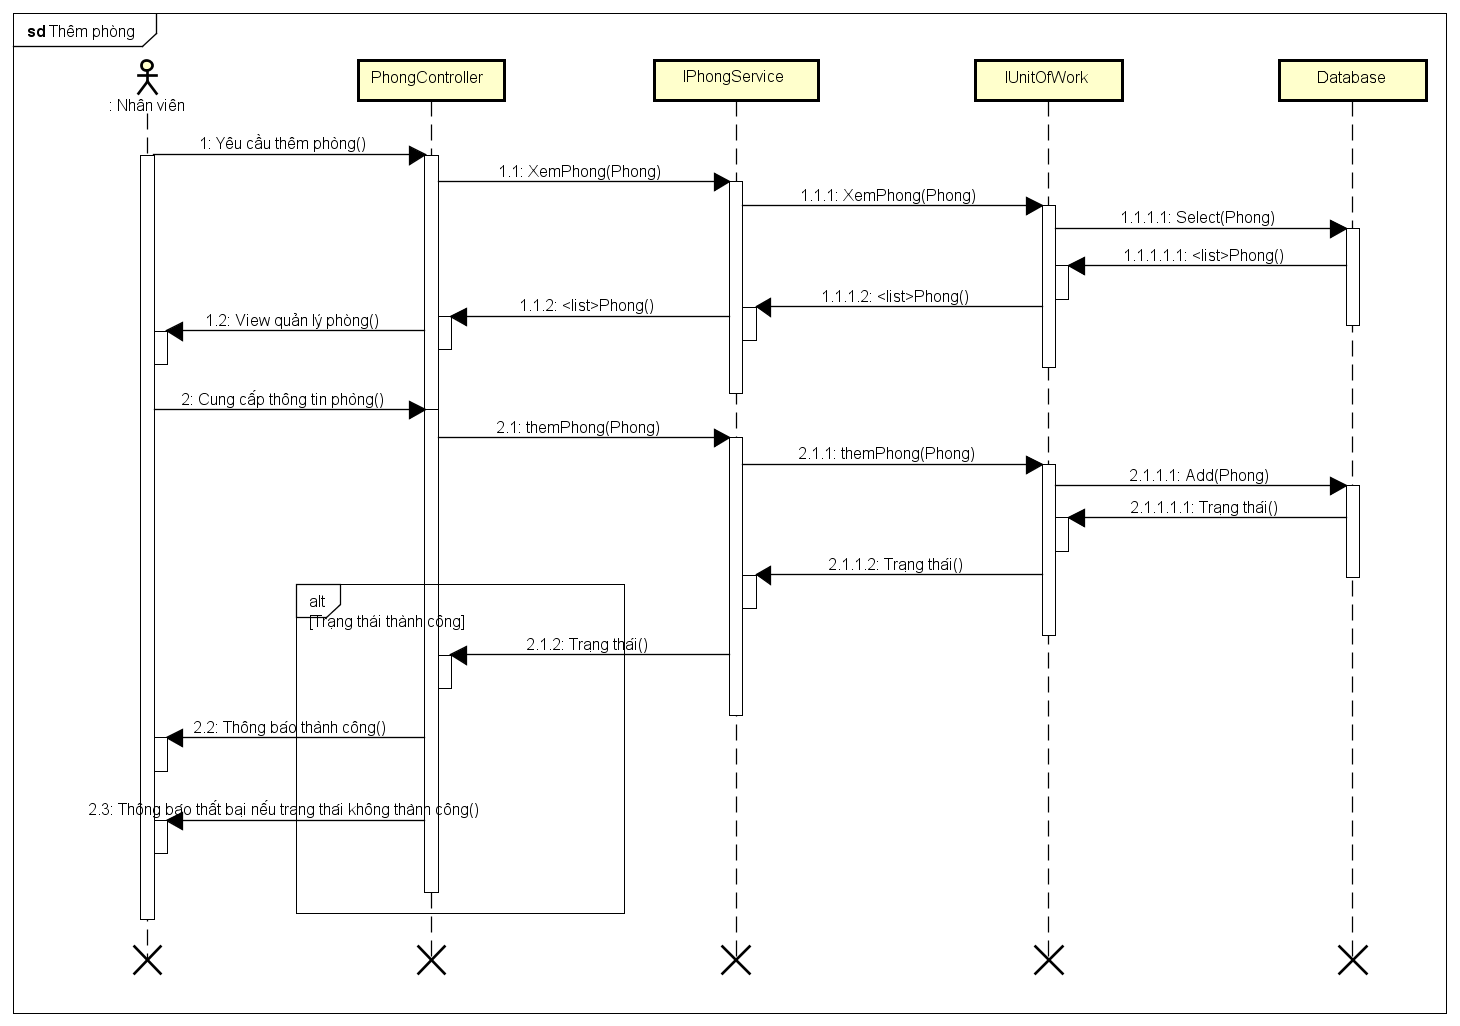 sd Thêm phòng
: Nhân viên
PhongController
IPhongService
IUnitOfWork
Database
1: Yêu cầu thêm phòng()
1.1: XemPhong(Phong)
1.1.1: XemPhong(Phong)
1.1.1.1: Select(Phong)
1.1.1.1.1: <list>Phong()
1.1.1.2: <list>Phong()
1.1.2: <list>Phong()
1.2: View quản lý phòng()
2: Cung cấp thông tin phòng()
2.1: themPhong(Phong)
2.1.1: themPhong(Phong)
2.1.1.1: Add(Phong)
2.1.1.1.1: Trạng thái()
2.1.1.2: Trạng thái()
alt
[Trạng thái thành công]
2.1.2: Trạng thái()
2.2: Thông báo thành công()
2.3: Thông báo thất bại nếu trạng thái không thành công()